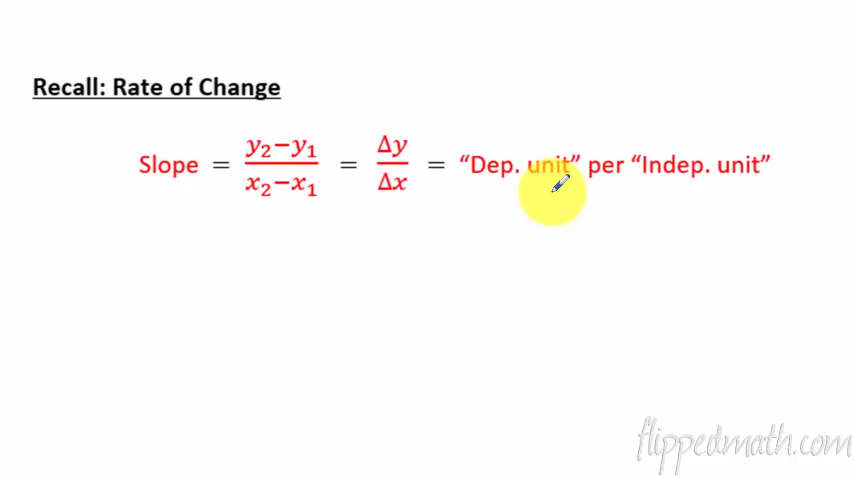 Recall: Rate of Change
Slope = y₂−y₁ / x₂−x₁ = Δy / Δx = “Dep. unit” per “Indep. unit”
flippedmath.com